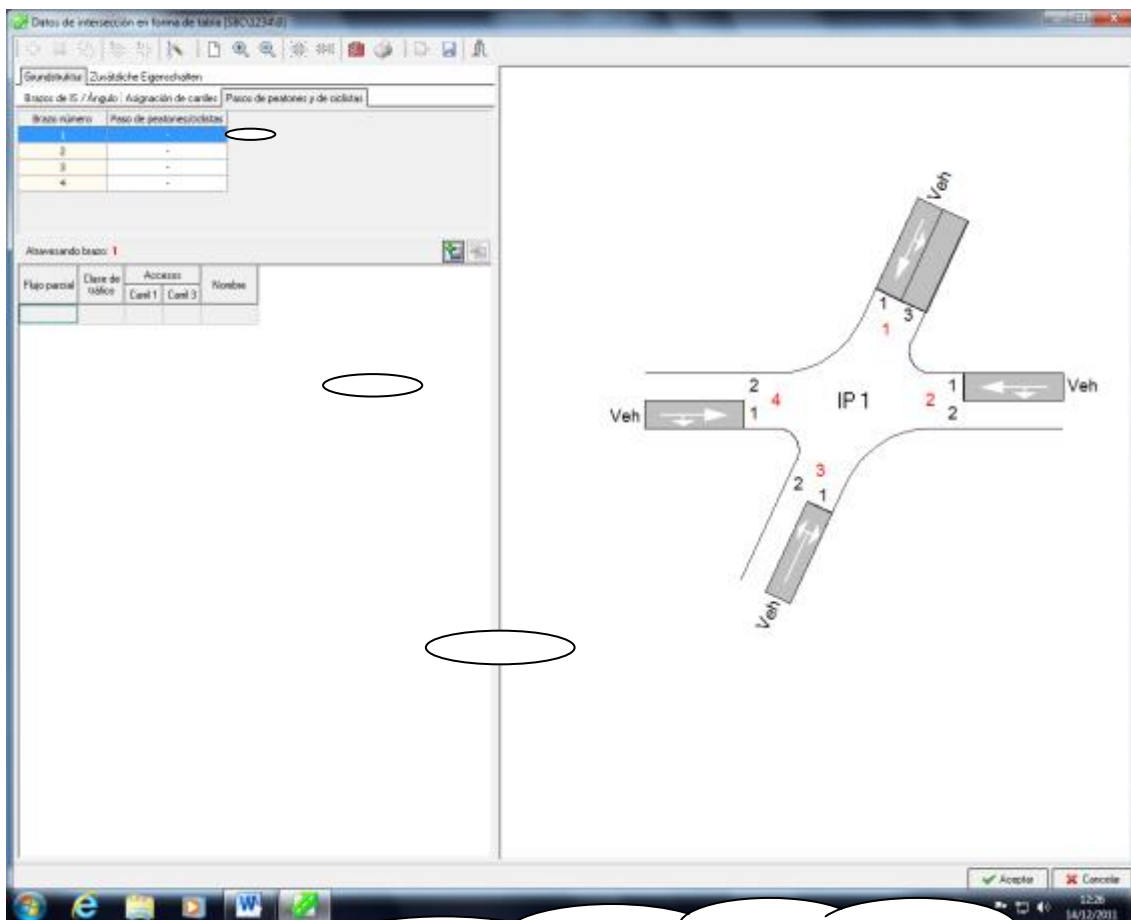 Datos de intersección en forma de tabla [SBC\1234\B]
Grundstruktur Zusätzliche Eigenschaften
Brazos de IS / Ángulo Asignación de carriles Pasos de peatones y de ciclistas
Brazo número Paso de peatones/ciclistas
1 -
2 -
3 -
4 -
Atravesando brazo: 1
Flujo parcial Clase de tráfico Accesos Nombre
Carril 1 Carril 3
Veh
1 3
1
2 1 Veh
4 IP 1 2
Veh 1 2
3
2 1
Veh
Aceptar Cancelar
12:26
14/12/2011